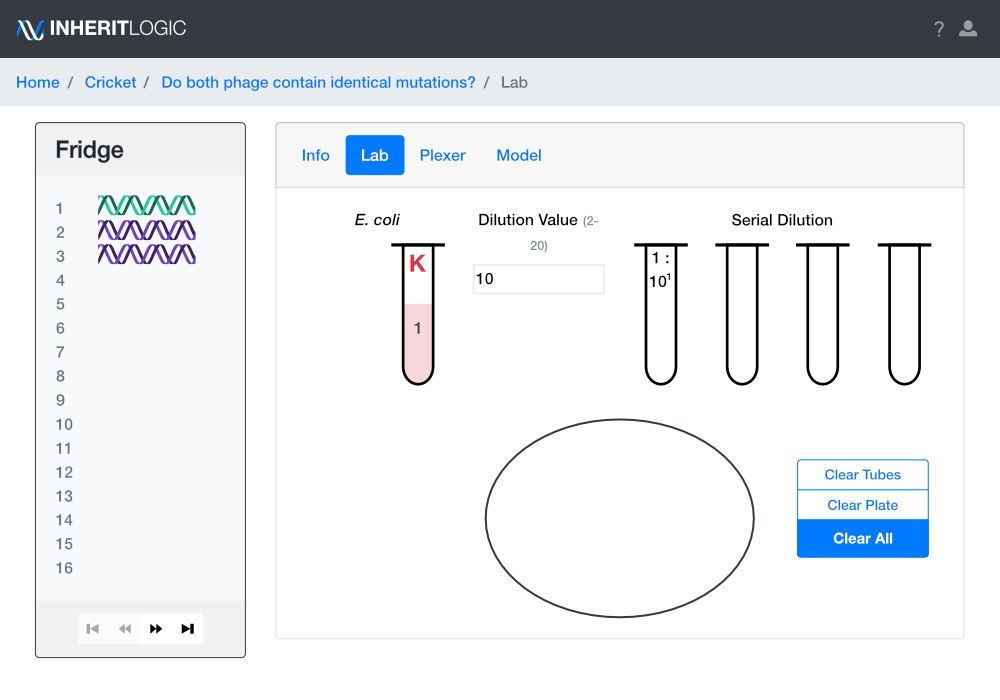 INHERITLOGIC ?
Home / Cricket / Do both phage contain identical mutations? / Lab
Fridge
1
2
3
4
5
6
7
8
9
10
11
12
13
14
15
16
Info Lab Plexer Model
E. coli
K
1
Dilution Value (2-
20)
10
Serial Dilution
1 :
10¹
Clear Tubes
Clear Plate
Clear All